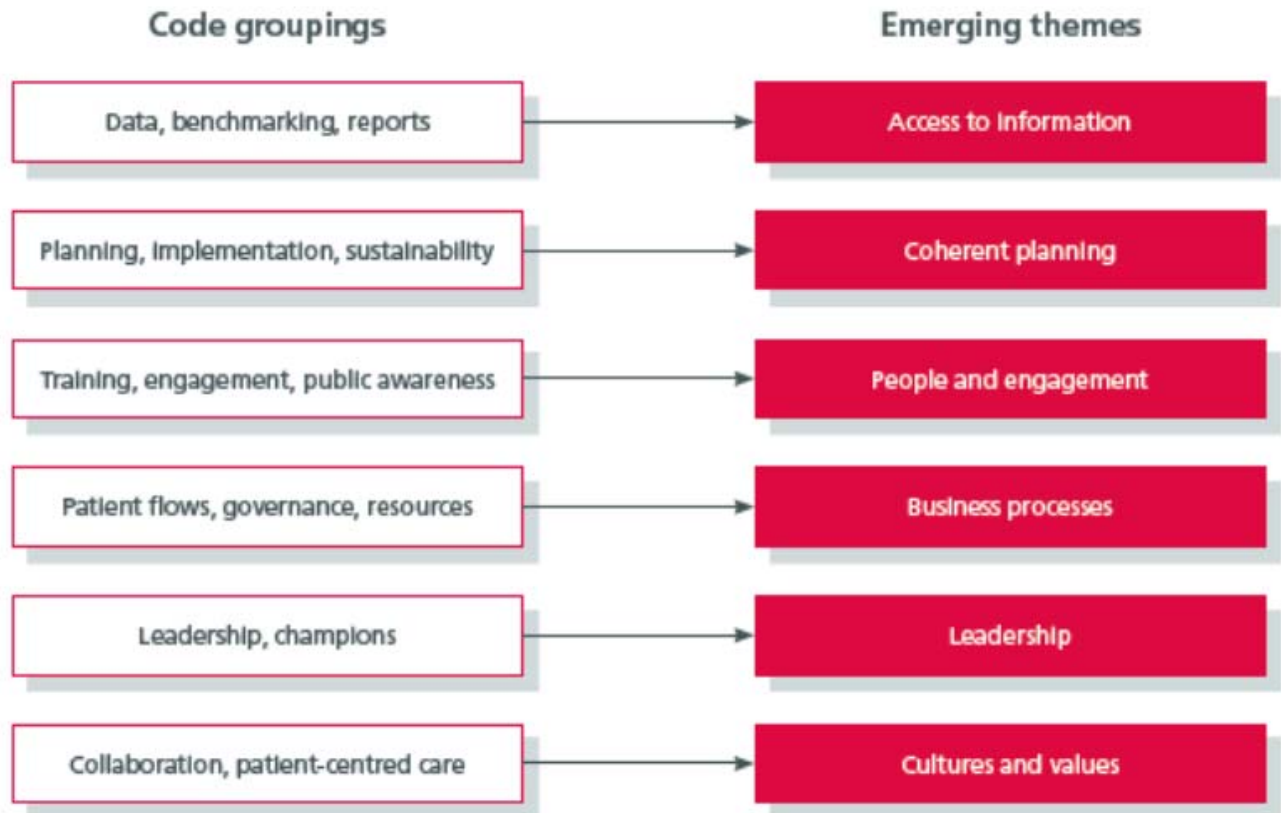 Code groupings
Emerging themes
Data, benchmarking, reports
Access to information
Planning, implementation, sustainability
Coherent planning
Training, engagement, public awareness
People and engagement
Patient flows, governance, resources
Business processes
Leadership, champions
Leadership
Collaboration, patient-centred care
Cultures and values